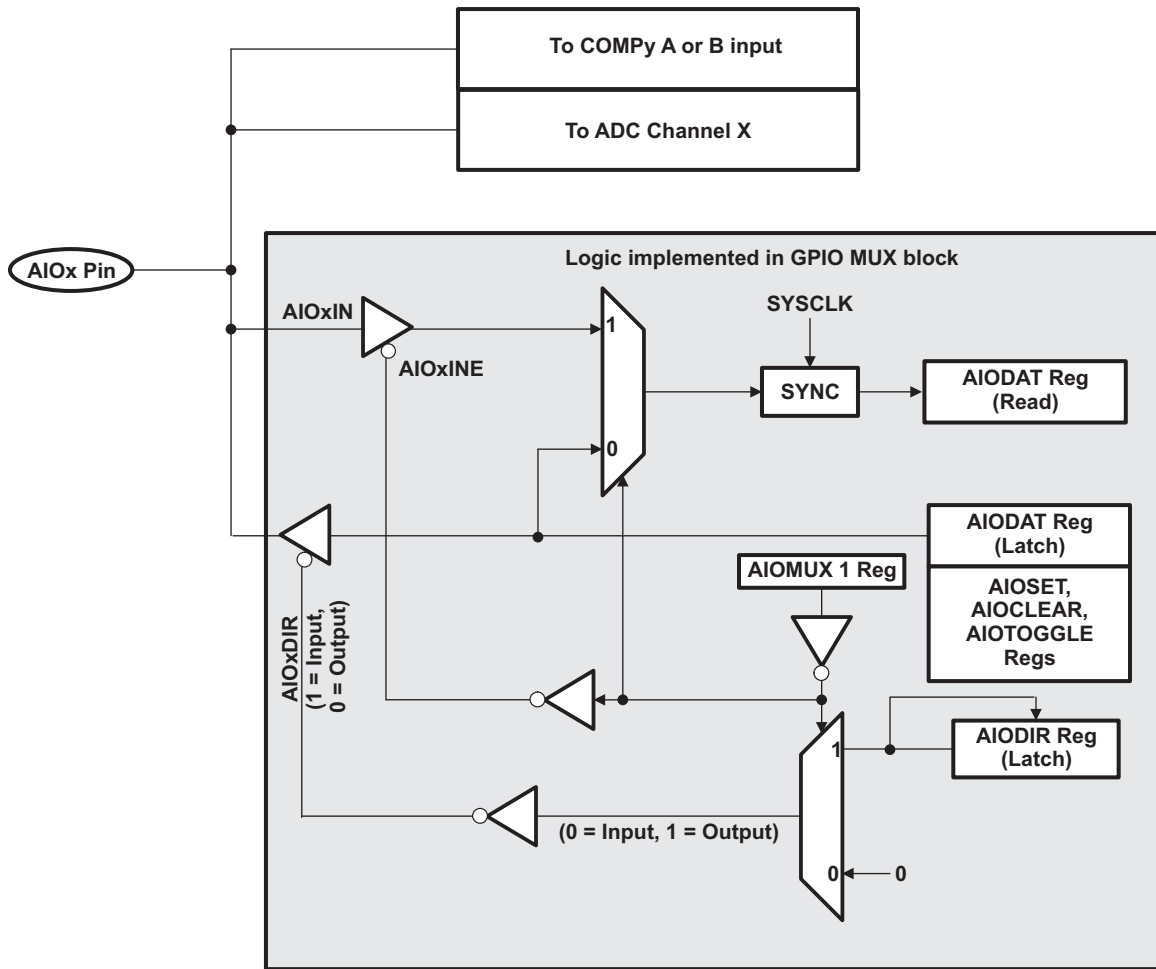 To COMPy A or B input
To ADC Channel X
AIOx Pin
Logic implemented in GPIO MUX block
AIOxIN
AIOxINE
1
0
SYSCLK
SYNC
AIODAT Reg
(Read)
AIODAT Reg
(Latch)
AIOSET,
AIOCLEAR,
AIOTOGGLE
Regs
AIOMUX 1 Reg
AIOxDIR
(1 = Input,
0 = Output)
1
AIODIR Reg
(Latch)
(0 = Input, 1 = Output)
0
0